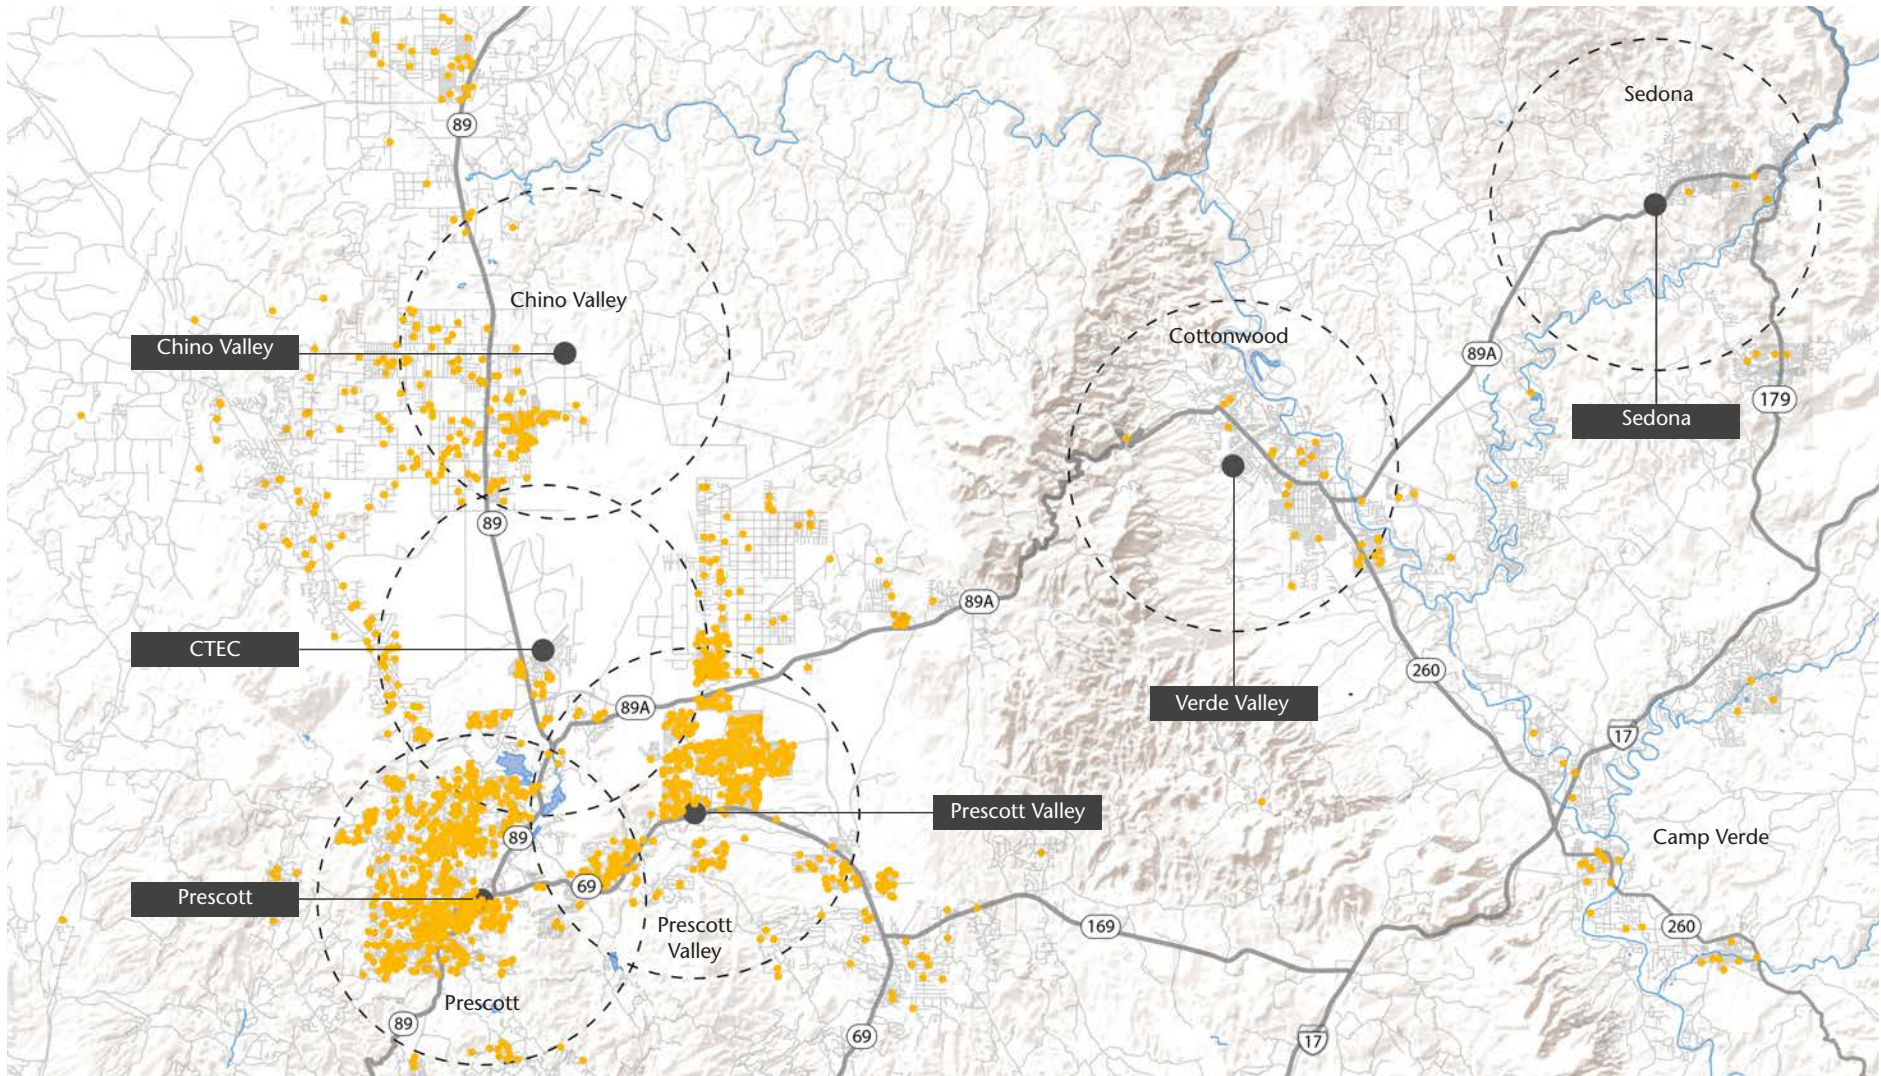 Sedona
89
Chino Valley
Chino Valley
Cottonwood
89A
179
Sedona
89
89A
CTEC
260
Verde Valley
89A
17
Prescott Valley
89
Camp Verde
69
Prescott
Prescott
Valley
169
260
Prescott
89
69
17